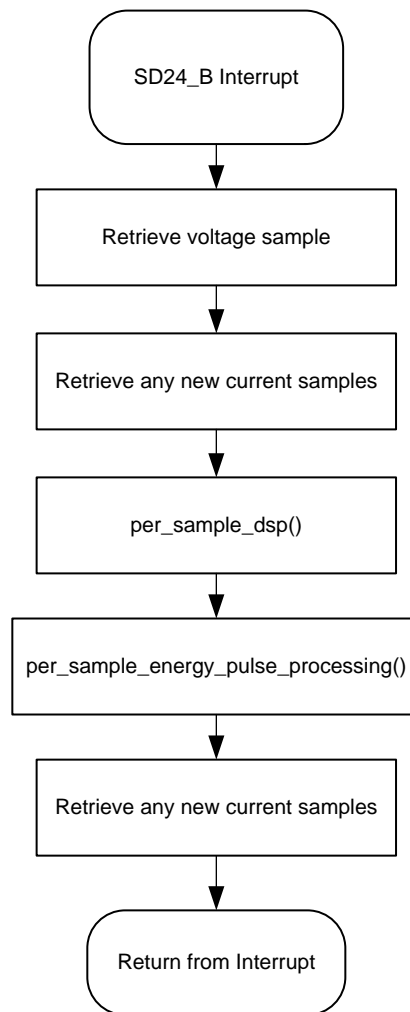 SD24_B Interrupt
Retrieve voltage sample
Retrieve any new current samples
per_sample_dsp()
per_sample_energy_pulse_processing()
Retrieve any new current samples
Return from Interrupt